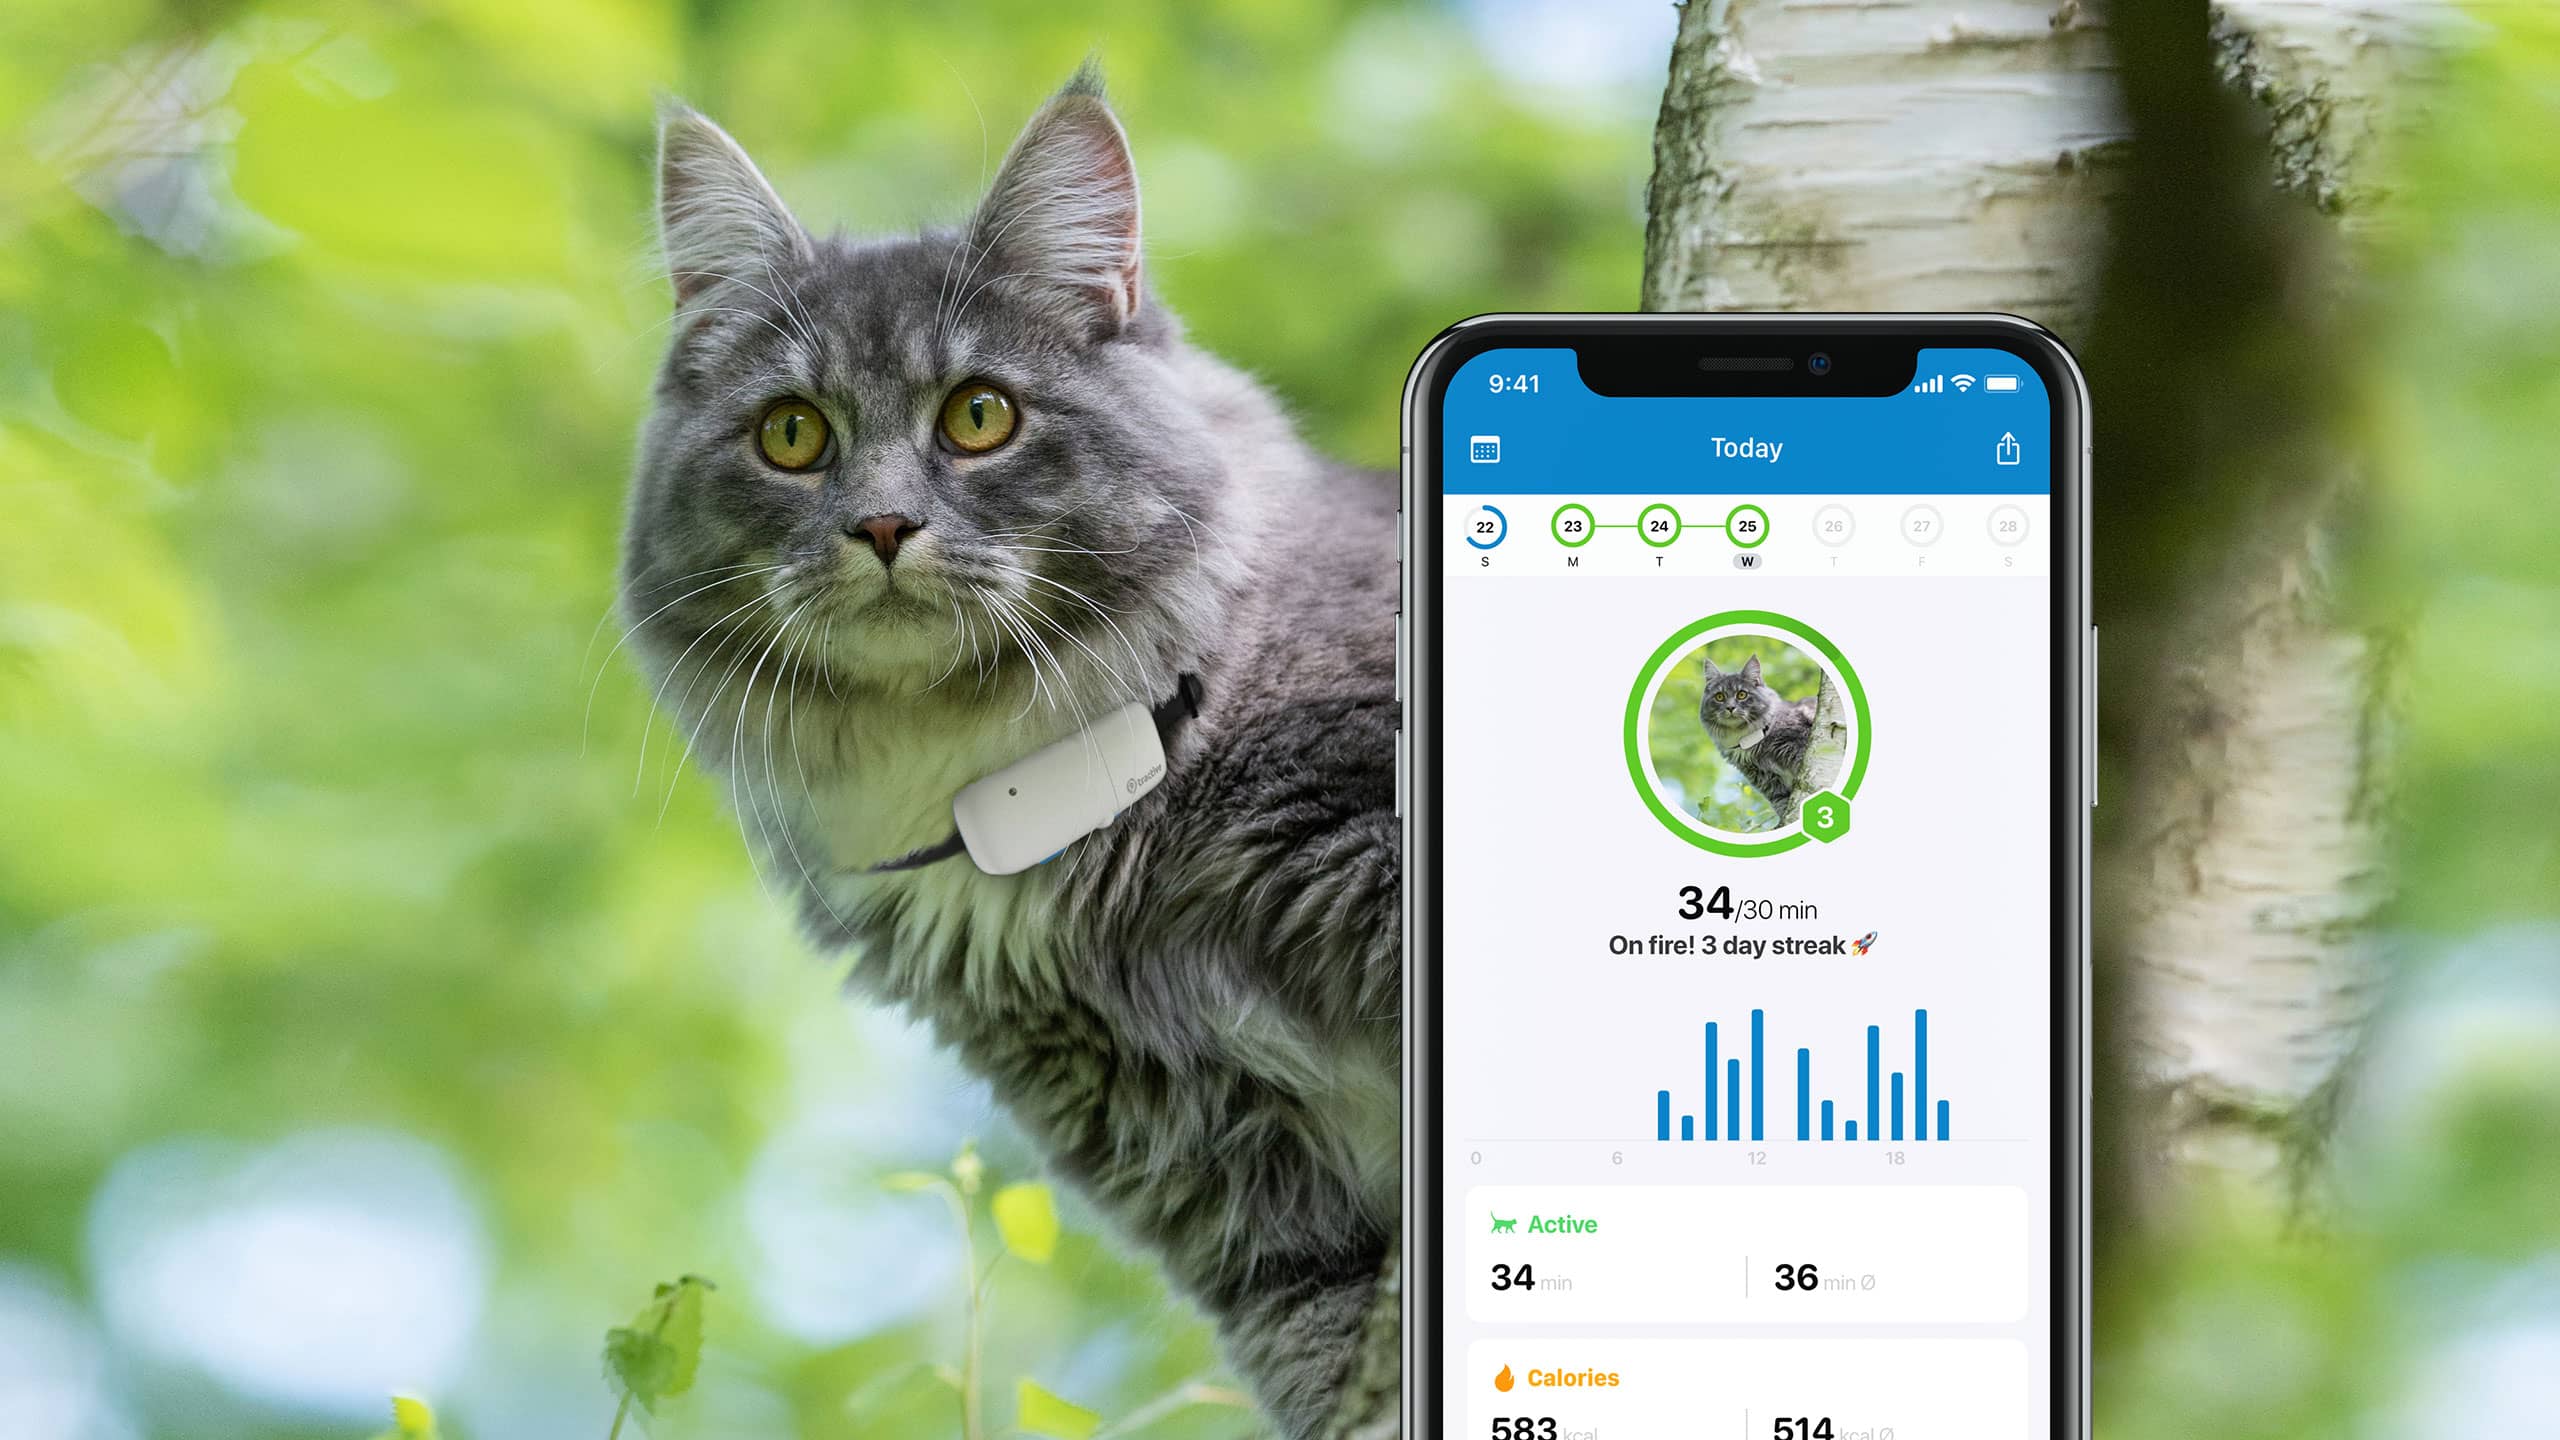 tractive
9:41
Today
22 23 24 25 26 27 28
S M T W T F S
3
34/30 min
On fire! 3 day streak 🚀
0 6 12 18
Active
34 min 36 min Ø
Calories
583 kcal 514 kcal Ø